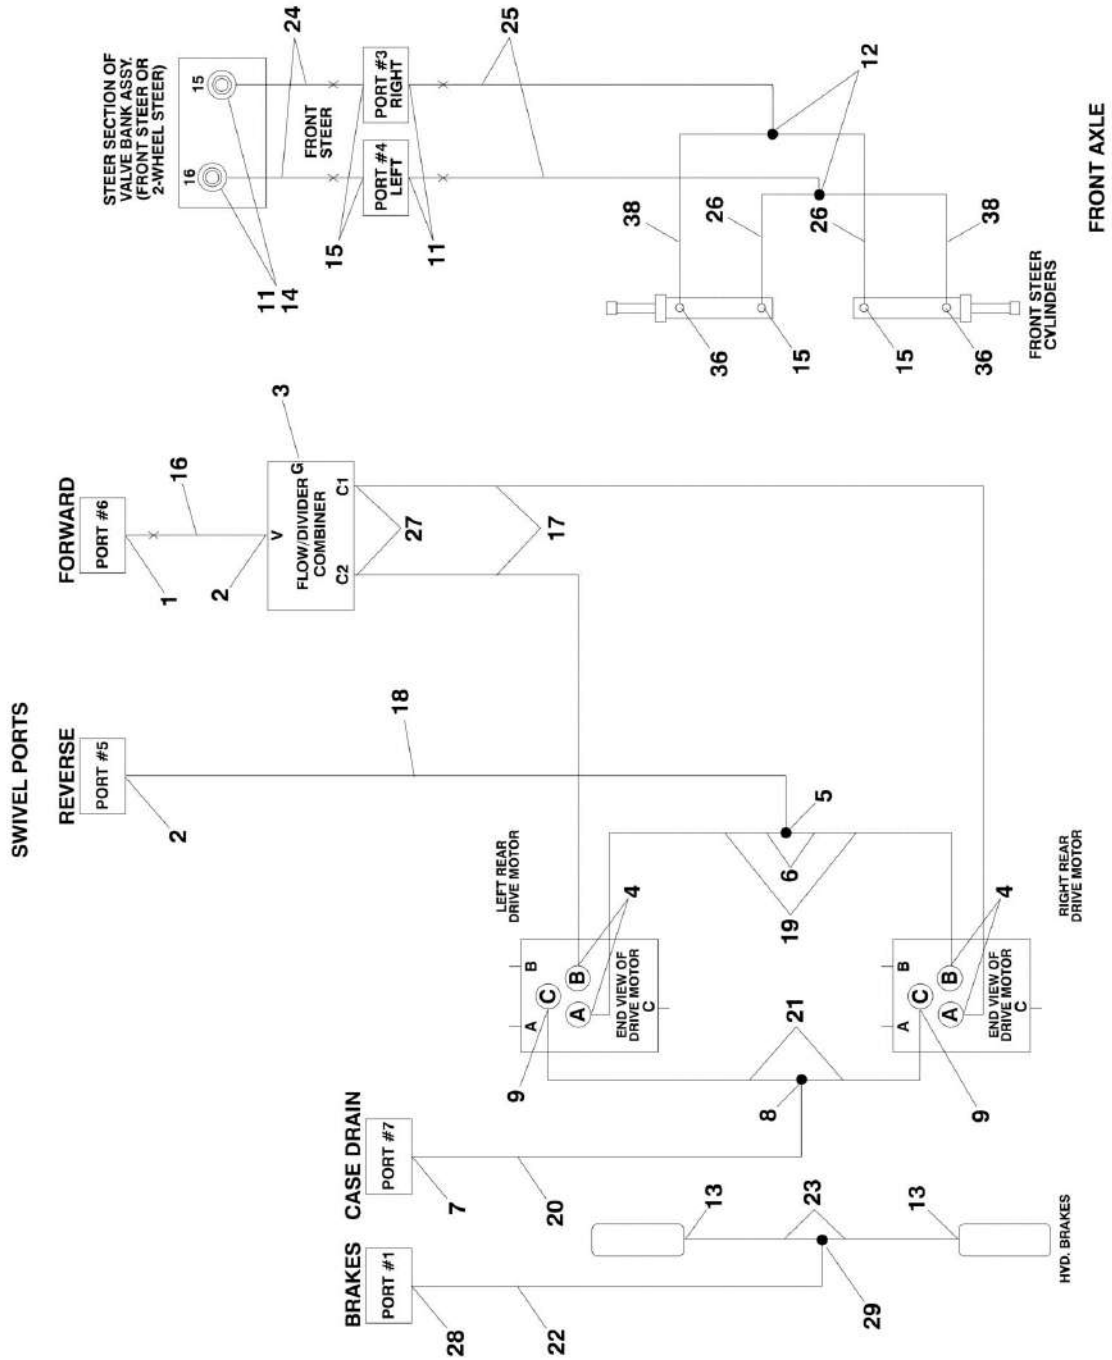 SWIVEL PORTS
BRAKES
PORT #1
28
22
29
13
23
13
HYD. BRAKES
CASE DRAIN
PORT #7
7
20
8
21
9
9
REVERSE
PORT #5
2
18
5
6
19
LEFT REAR
DRIVE MOTOR
A
B
C
A
B
END VIEW OF
DRIVE MOTOR
C
4
RIGHT REAR
DRIVE MOTOR
A
B
C
A
B
END VIEW OF
DRIVE MOTOR
C
4
FORWARD
PORT #6
1
16
2
V
G
3
FLOW/DIVIDER
COMBINER
C2
C1
27
17
STEER SECTION OF
VALVE BANK ASSY.
(FRONT STEER OR
2-WHEEL STEER)
16
15
11
14
24
FRONT
STEER
15
PORT #4
LEFT
PORT #3
RIGHT
11
25
12
38
26
26
38
36
15
15
36
FRONT STEER
CYLINDERS
FRONT AXLE